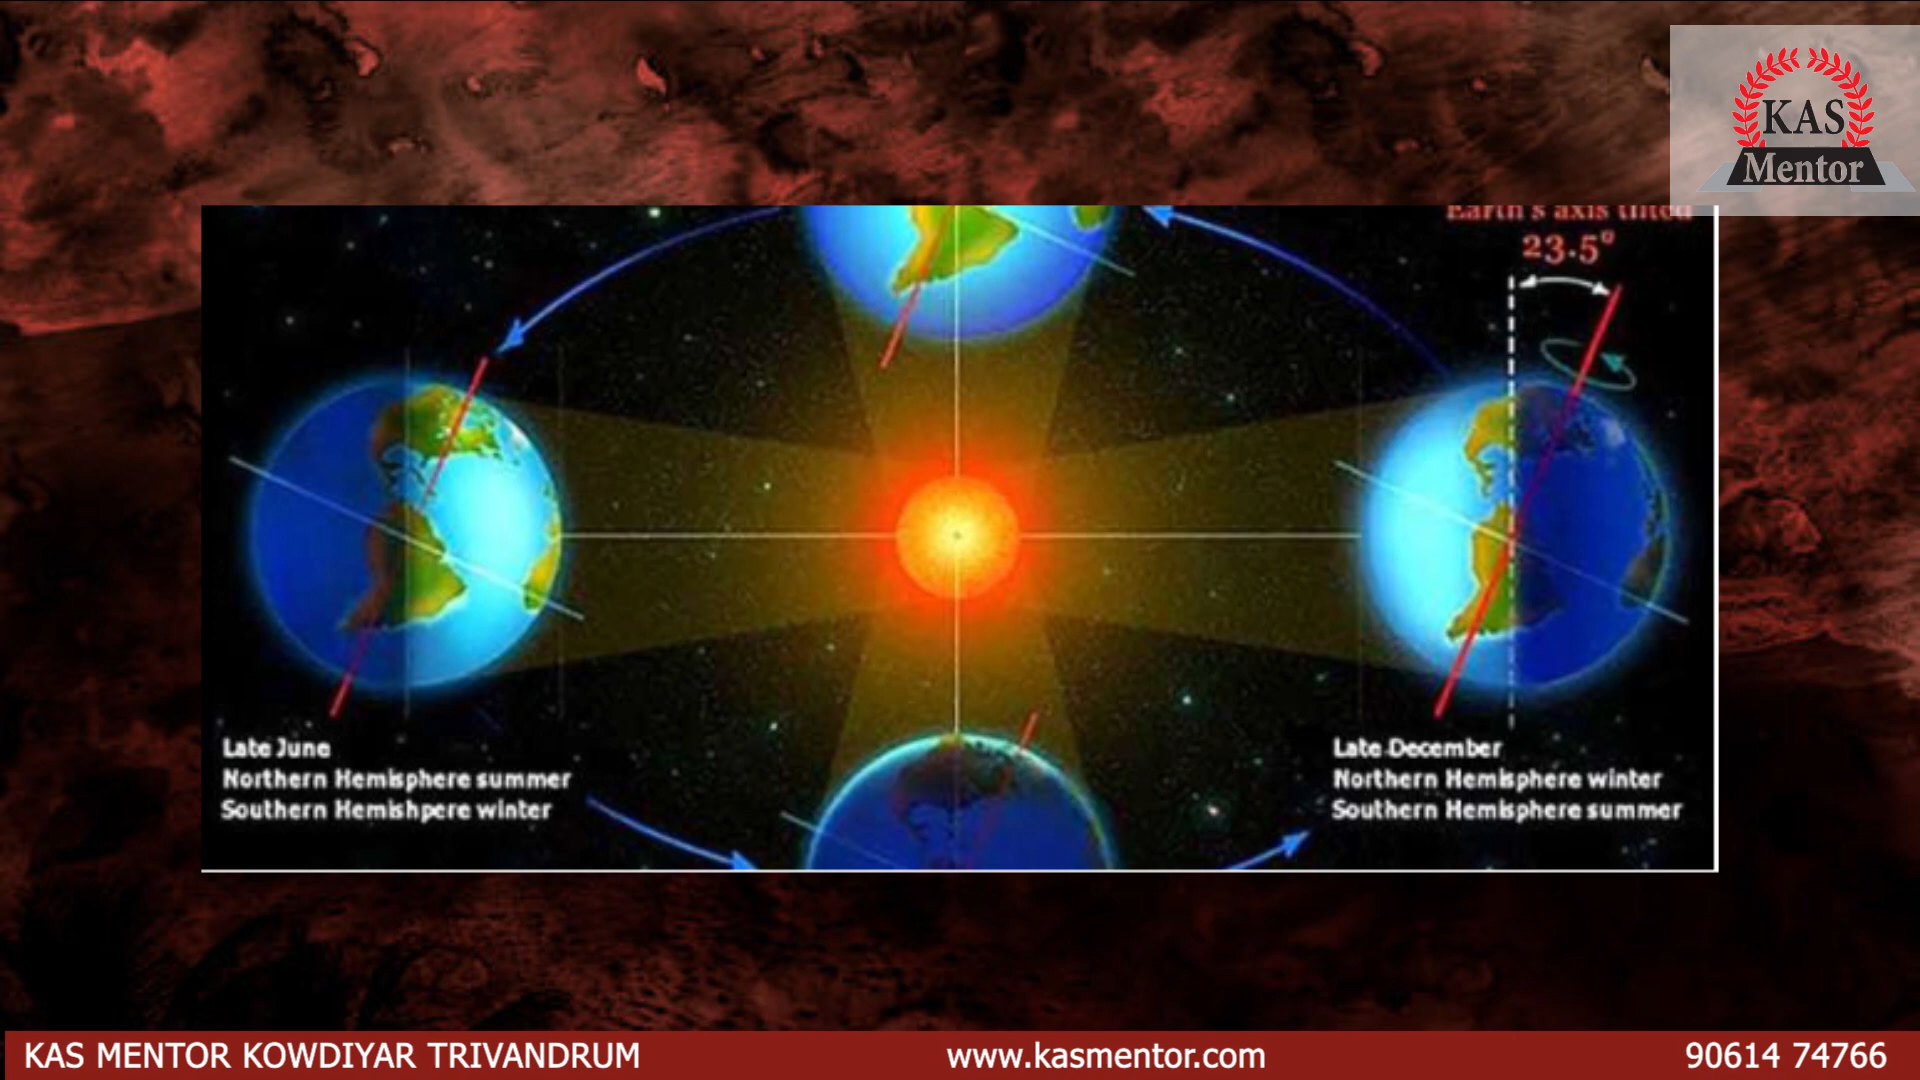 KAS
Mentor
Earth's axis tilted
23.5°
Late June
Northern Hemisphere summer
Southern Hemishpere winter
Late December
Northern Hemisphere winter
Southern Hemisphere summer
KAS MENTOR KOWDIYAR TRIVANDRUM
www.kasmentor.com
90614 74766